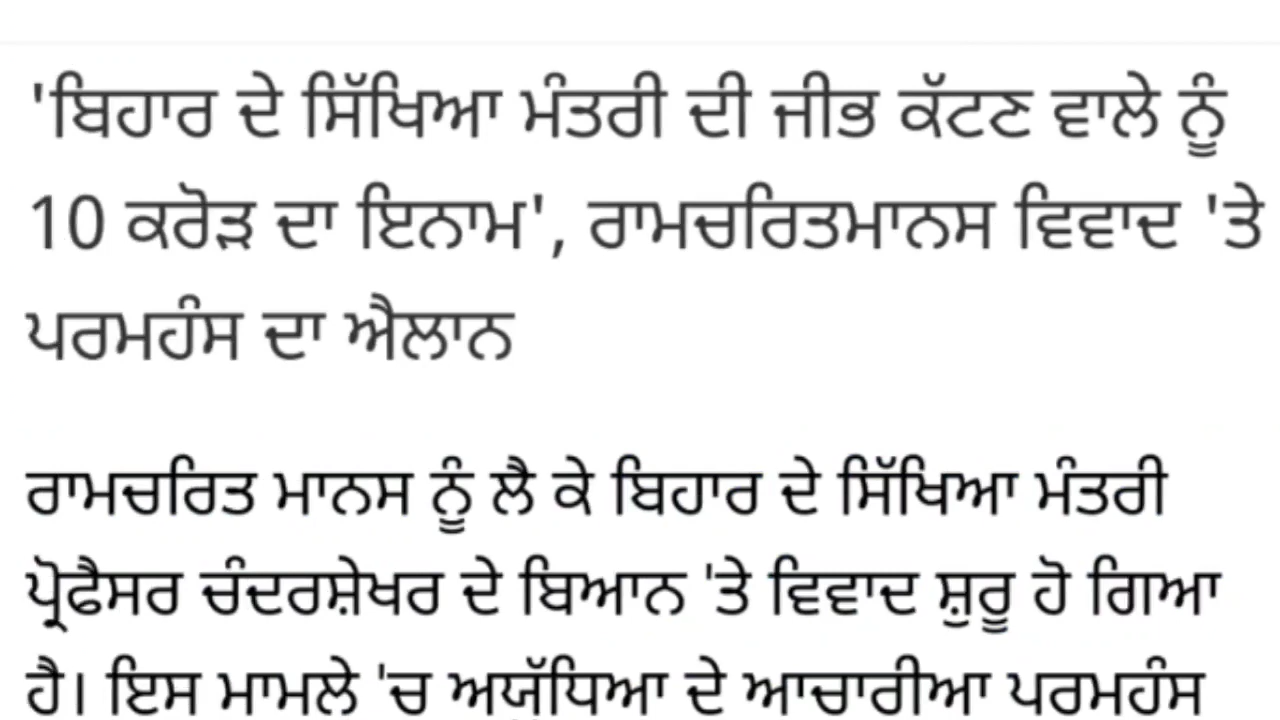 'ਬਿਹਾਰ ਦੇ ਸਿੱਖਿਆ ਮੰਤਰੀ ਦੀ ਜੀਭ ਕੱਟਣ ਵਾਲੇ ਨੂੰ
10 ਕਰੋੜ ਦਾ ਇਨਾਮ', ਰਾਮਚਰਿਤਮਾਨਸ ਵਿਵਾਦ 'ਤੇ
ਪਰਮਹੰਸ ਦਾ ਐਲਾਨ
ਰਾਮਚਰਿਤ ਮਾਨਸ ਨੂੰ ਲੈ ਕੇ ਬਿਹਾਰ ਦੇ ਸਿੱਖਿਆ ਮੰਤਰੀ
ਪ੍ਰੋਫੈਸਰ ਚੰਦਰਸ਼ੇਖਰ ਦੇ ਬਿਆਨ 'ਤੇ ਵਿਵਾਦ ਸ਼ੁਰੂ ਹੋ ਗਿਆ
ਹੈ। ਇਸ ਮਾਮਲੇ 'ਚ ਅਯੁੱਧਿਆ ਦੇ ਆਚਾਰੀਆ ਪਰਮਹੰਸ